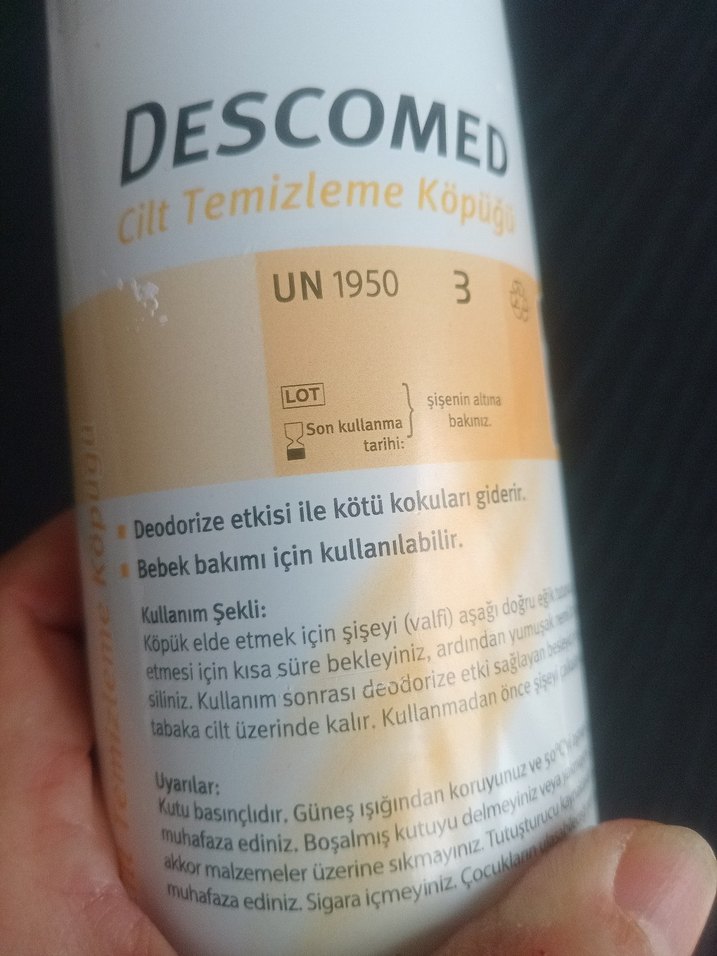 DESCOMED
Cilt Temizleme Köpüğü
UN 1950 3
LOT
Son kullanma
tarihi:
şişenin altına
bakınız.
Deodorize etkisi ile kötü kokuları giderir.
Bebek bakımı için kullanılabilir.
Kullanım Şekli:
Köpük elde etmek için şişeyi (valfi) aşağı doğru eğik
etmesi için kısa süre bekleyiniz, ardından yumuşak
siliniz. Kullanım sonrası deodorize etki sağlayan
tabaka cilt üzerinde kalır. Kullanmadan önce şişeyi
Uyarılar:
Kutu basınçlıdır. Güneş ışığından koruyunuz ve 50°C'yi
muhafaza ediniz. Boşalmış kutuyu delmeyiniz veya
akkor malzemeler üzerine sıkmayınız. Tutuşturucu
muhafaza ediniz. Sigara içmeyiniz. Çocukların
Temizleme Köpüğü